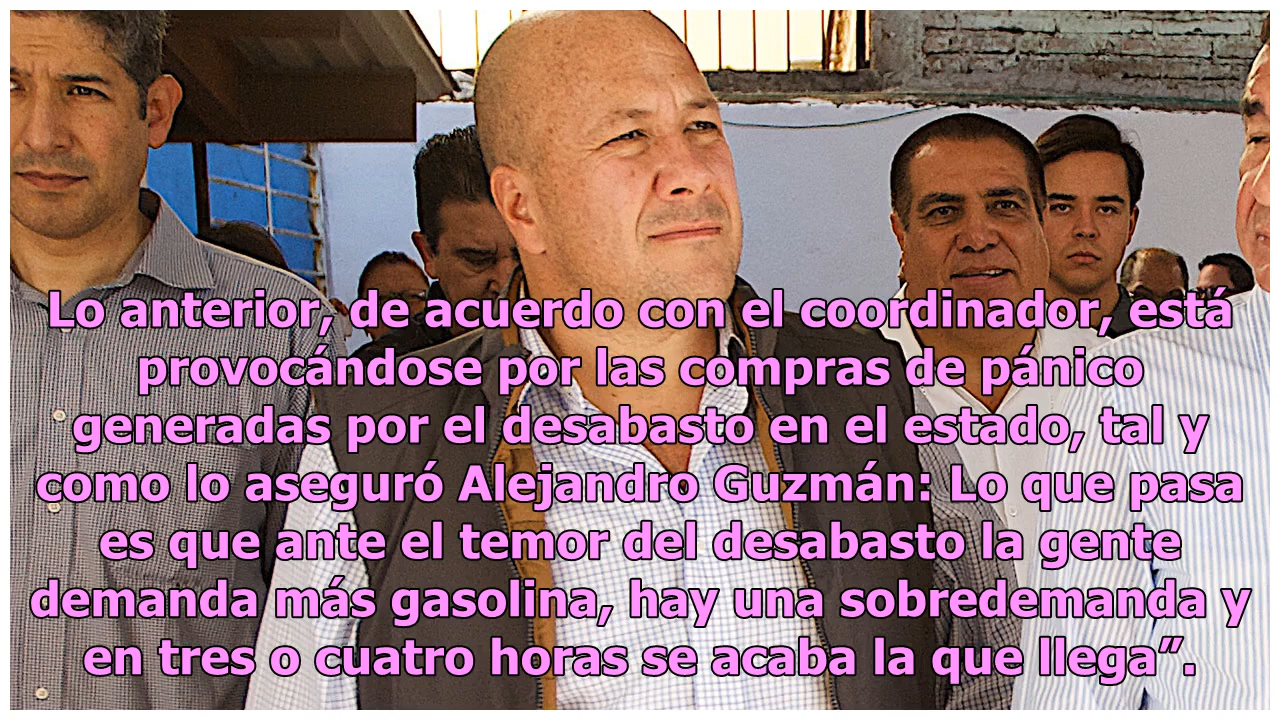 Lo anterior, de acuerdo con el coordinador, está
provocándose por las compras de pánico
generadas por el desabasto en el estado, tal y
como lo aseguró Alejandro Guzmán: Lo que pasa
es que ante el temor del desabasto la gente
demanda más gasolina, hay una sobredemanda y
en tres o cuatro horas se acaba la que llega”.